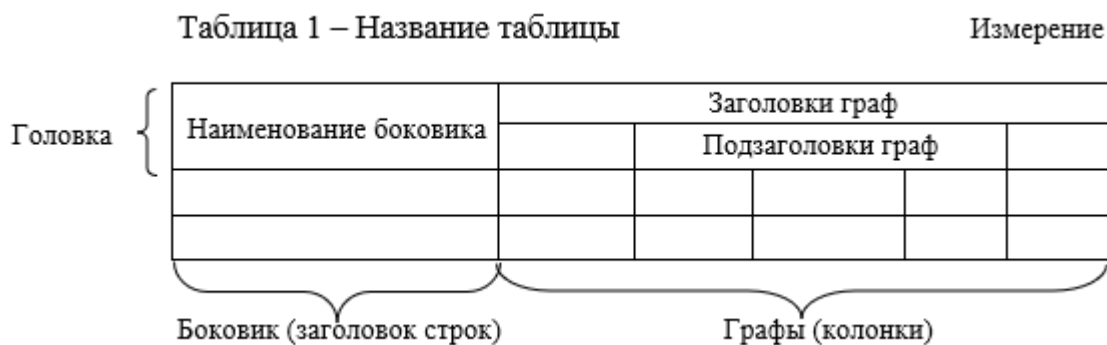 Таблица 1 – Название таблицы
Измерение
Заголовки граф
Головка
Наименование боковика
Подзаголовки граф
Боковик (заголовок строк)
Графы (колонки)